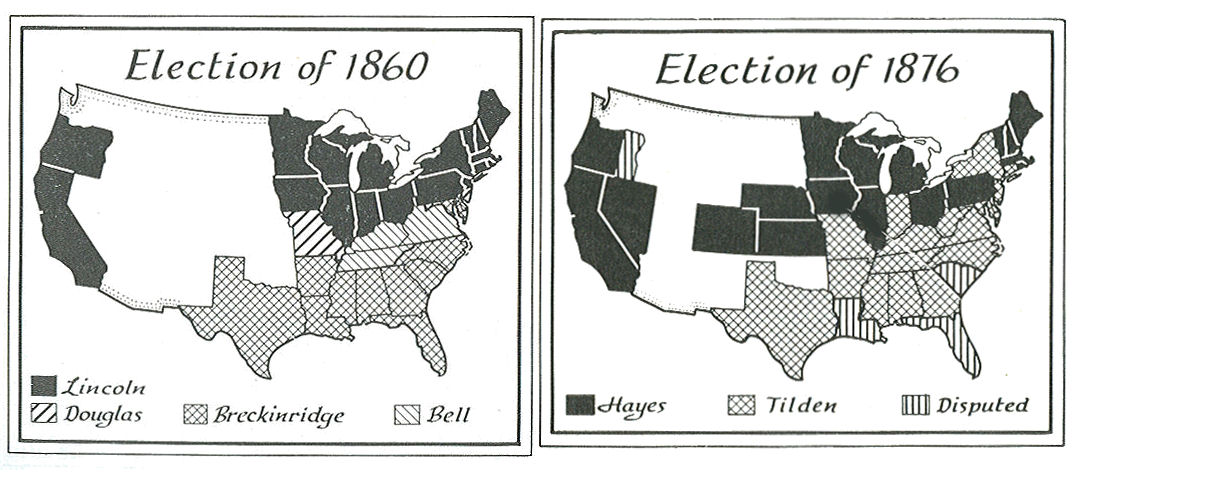 Election of 1860
Lincoln
Douglas Breckinridge Bell
Election of 1876
Hayes Tilden Disputed